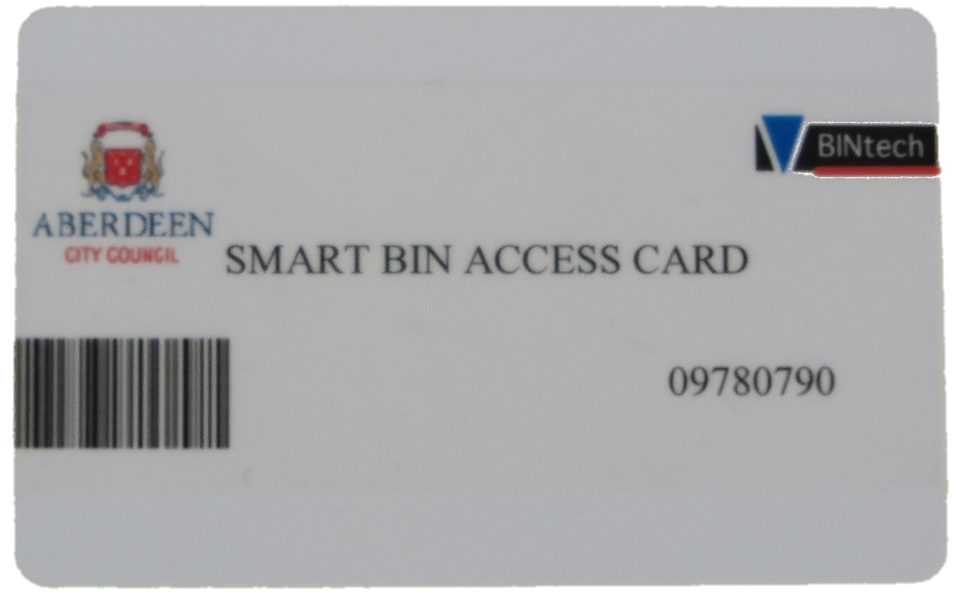 BINtech
ABERDEEN
CITY COUNCIL
SMART BIN ACCESS CARD
09780790